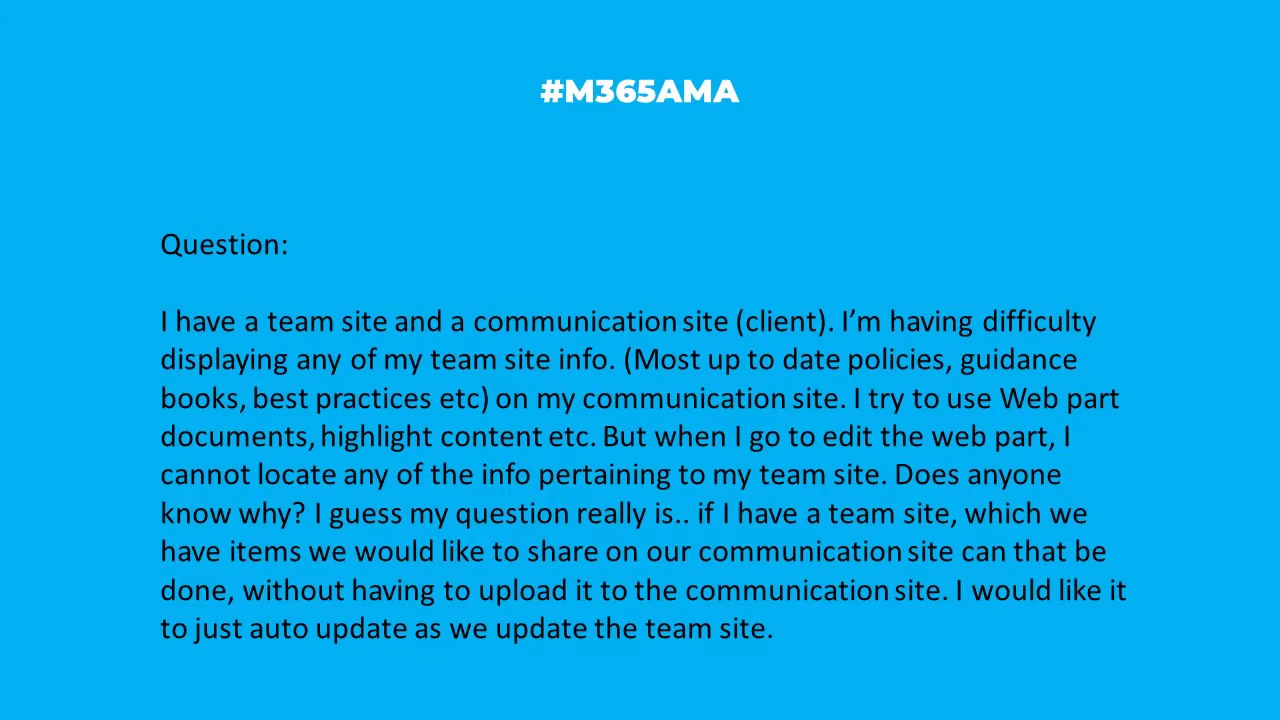 #M365AMA
Question:
I have a team site and a communication site (client). I’m having difficulty
displaying any of my team site info. (Most up to date policies, guidance
books, best practices etc) on my communication site. I try to use Web part
documents, highlight content etc. But when I go to edit the web part, I
cannot locate any of the info pertaining to my team site. Does anyone
know why? I guess my question really is.. if I have a team site, which we
have items we would like to share on our communication site can that be
done, without having to upload it to the communication site. I would like it
to just auto update as we update the team site.